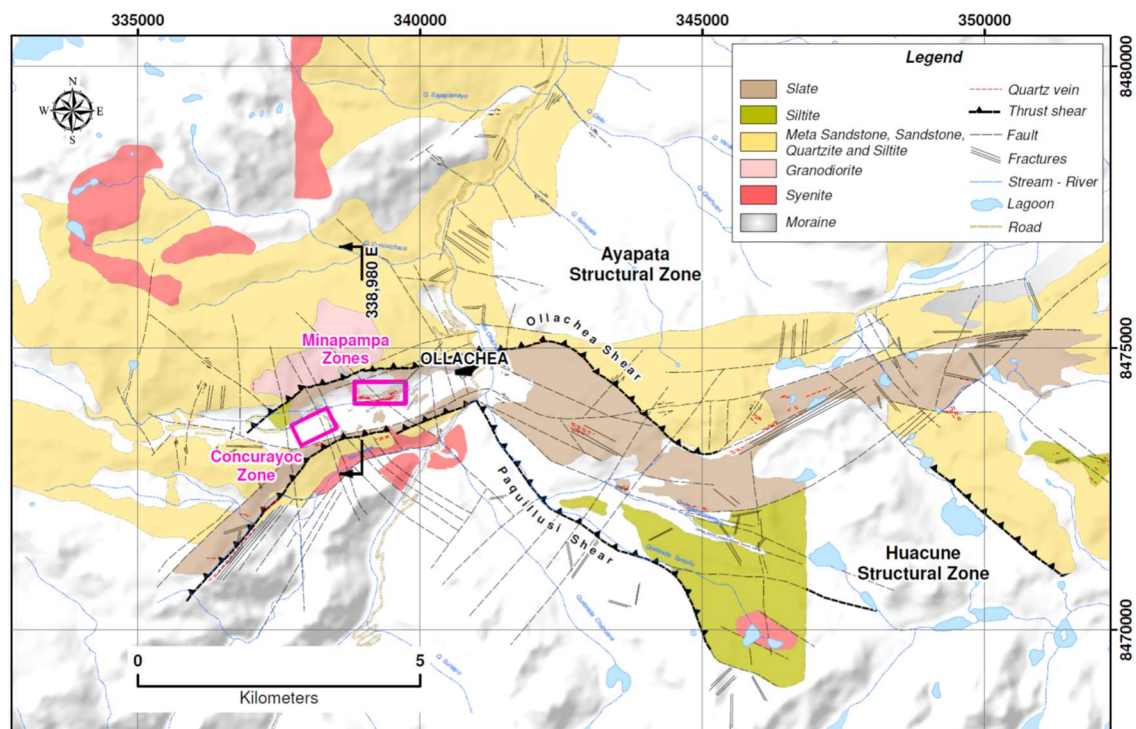 335000
340000
345000
350000
8480000
8475000
8470000
N
W
E
S
Legend
Slate
Siltite
Meta Sandstone, Sandstone,
Quartzite and Siltite
Granodiorite
Syenite
Moraine
Quartz vein
Thrust shear
Fault
Fractures
Stream - River
Lagoon
Road
Ayapata
Structural Zone
338,980 E
Ollachea Shear
Minapampa
Zones
OLLACHEA
Concurayoc
Zone
Paquillusi Shear
Huacune
Structural Zone
0
5
Kilometers